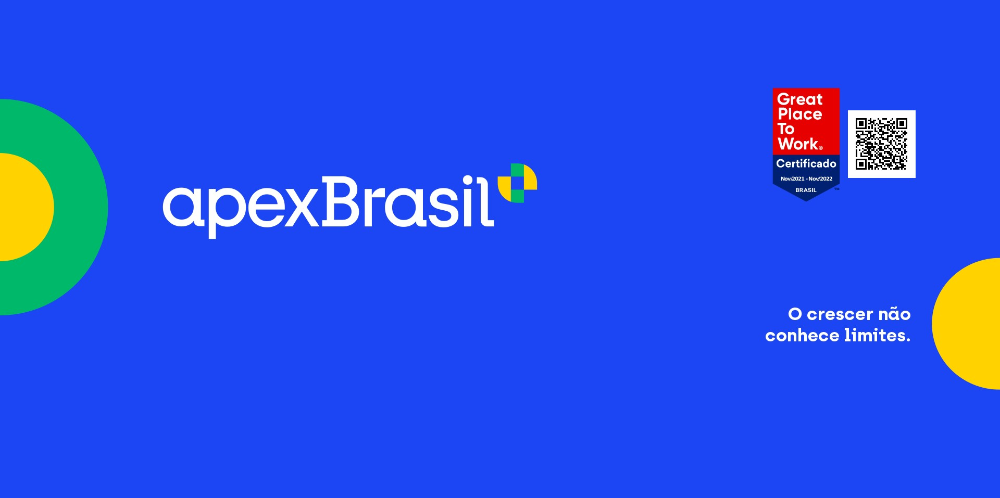 apexBrasil
Great
Place
To
Work®
Certificado
Nov/2021 - Nov/2022
BRASIL
™
O crescer não
conhece limites.